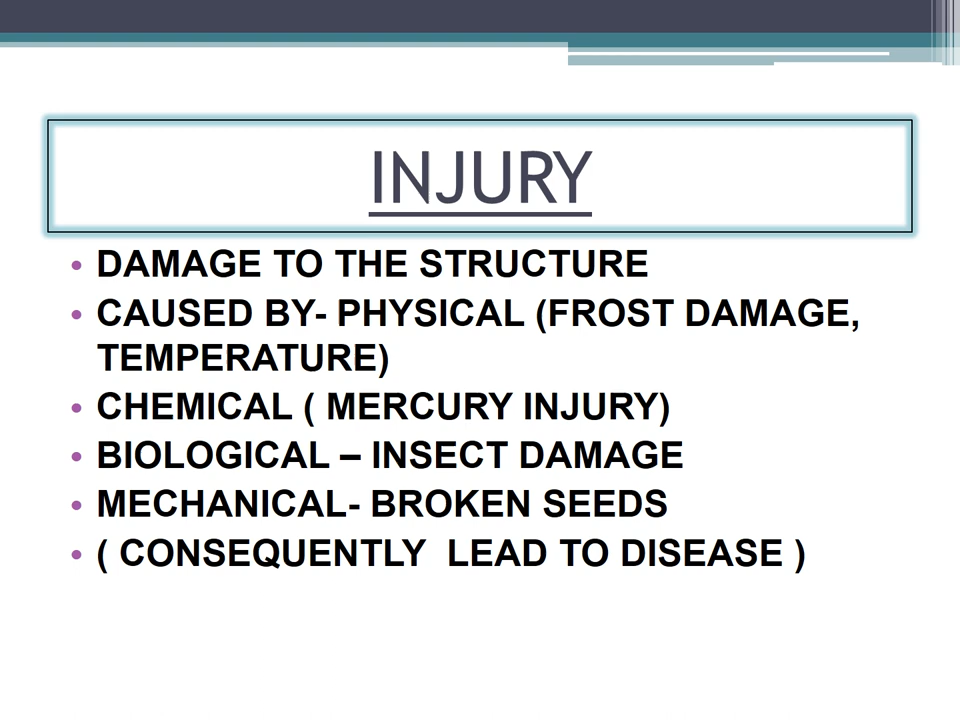 INJURY
• DAMAGE TO THE STRUCTURE
• CAUSED BY- PHYSICAL (FROST DAMAGE,
TEMPERATURE)
• CHEMICAL ( MERCURY INJURY)
• BIOLOGICAL – INSECT DAMAGE
• MECHANICAL- BROKEN SEEDS
• ( CONSEQUENTLY  LEAD TO DISEASE )